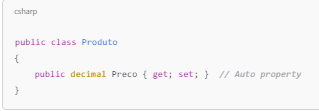 csharp
public class Produto
{
public decimal Preco { get; set; } // Auto property
}